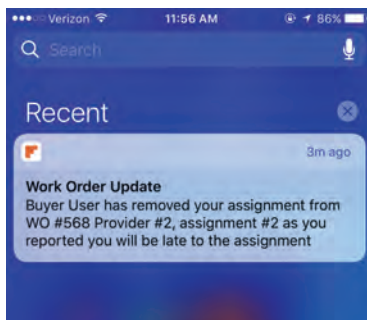 Verizon 11:56 AM 86%
Search
Recent
3m ago
Work Order Update
Buyer User has removed your assignment from
WO #568 Provider #2, assignment #2 as you
reported you will be late to the assignment